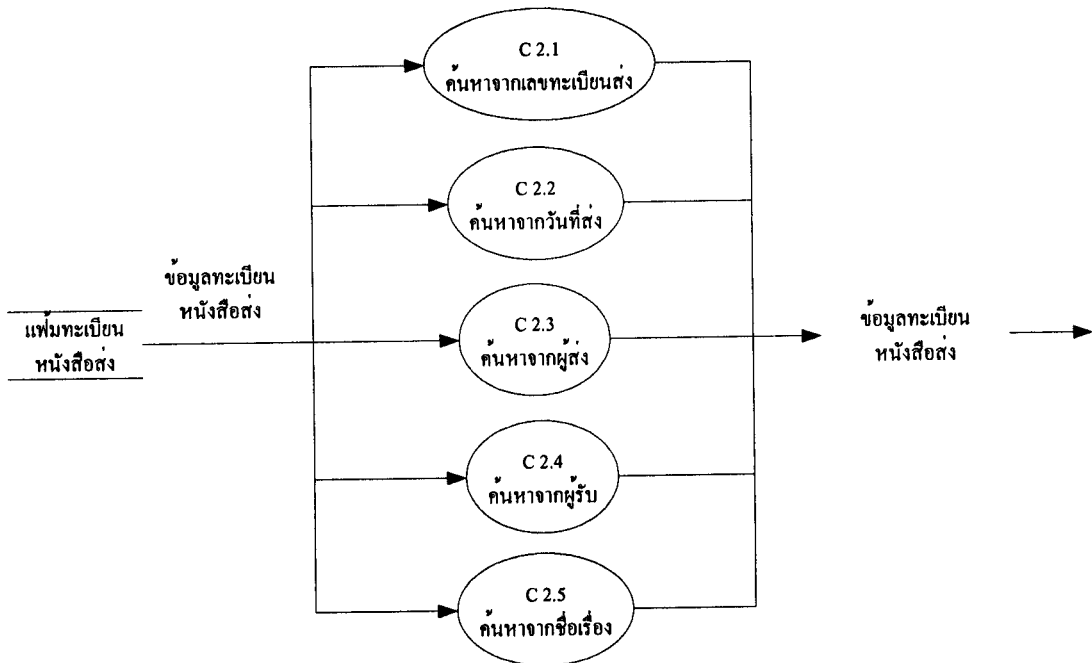 C 2.1
ค้นหาจากเลขทะเบียนส่ง
C 2.2
ค้นหาจากวันที่ส่ง
ข้อมูลทะเบียน
หนังสือส่ง
แฟ้มทะเบียน
หนังสือส่ง
C 2.3
ค้นหาจากผู้ส่ง
ข้อมูลทะเบียน
หนังสือส่ง
C 2.4
ค้นหาจากผู้รับ
C 2.5
ค้นหาจากชื่อเรื่อง